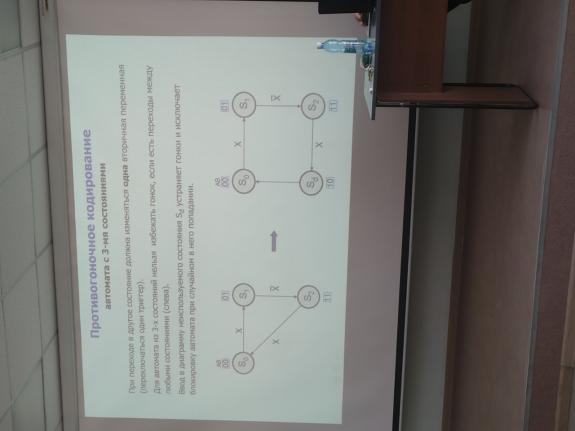 Противогоночное кодирование
автомата с 3-мя состояниями
При переходе в другое состояние должна изменяться одна вторичная переменная
(переключаться один триггер).
Для автомата из 3-х состояний нельзя избежать гонок, если есть переходы между
любыми состояниями (слева).
Ввод в диаграмму неиспользуемого состояния Sd устраняет гонки и исключает
блокировку автомата при случайном в него попадании.
AB
00 01
S0 X S1
X X̅
S2
11
AB
00 01
S0 X S1
X̅
Sd X S2
10 11